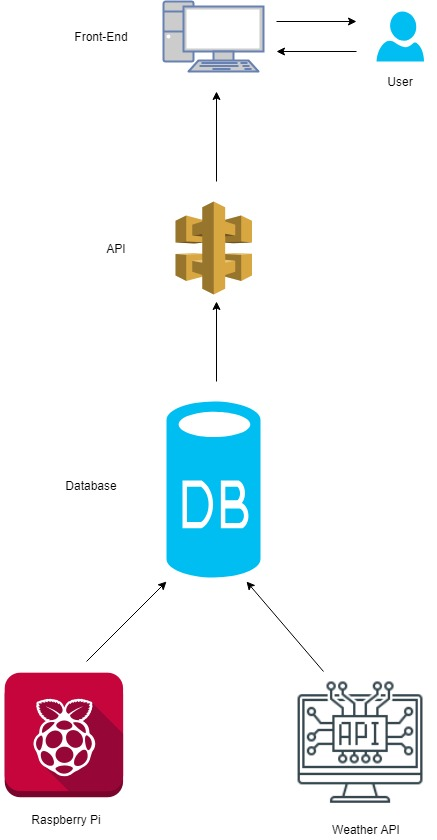 Front-End
User
API
Database
DB
API
Raspberry Pi
Weather API